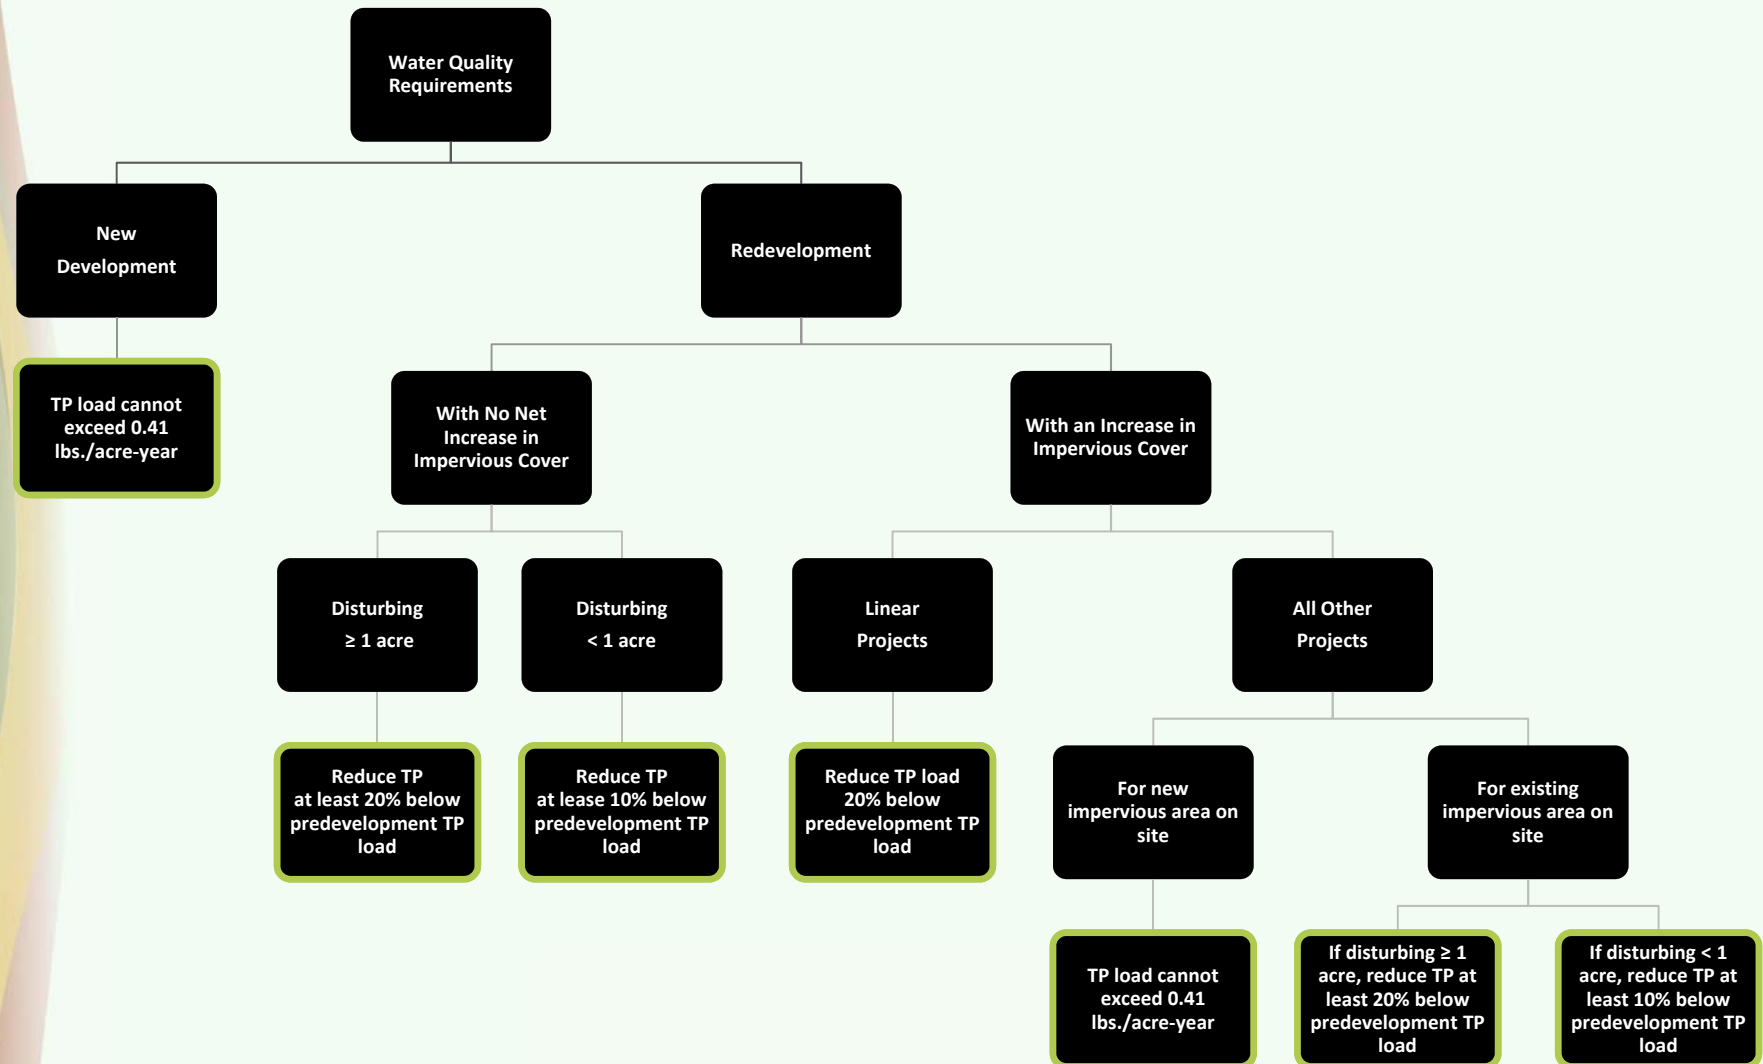 Water Quality
Requirements
New
Development
Redevelopment
TP load cannot
exceed 0.41
lbs./acre-year
With No Net
Increase in
Impervious Cover
With an Increase in
Impervious Cover
Disturbing
≥ 1 acre
Disturbing
< 1 acre
Linear
Projects
All Other
Projects
Reduce TP
at least 20% below
predevelopment TP
load
Reduce TP
at lease 10% below
predevelopment TP
load
Reduce TP load
20% below
predevelopment TP
load
For new
impervious area on
site
For existing
impervious area on
site
TP load cannot
exceed 0.41
lbs./acre-year
If disturbing ≥ 1
acre, reduce TP at
least 20% below
predevelopment TP
load
If disturbing < 1
acre, reduce TP at
least 10% below
predevelopment TP
load